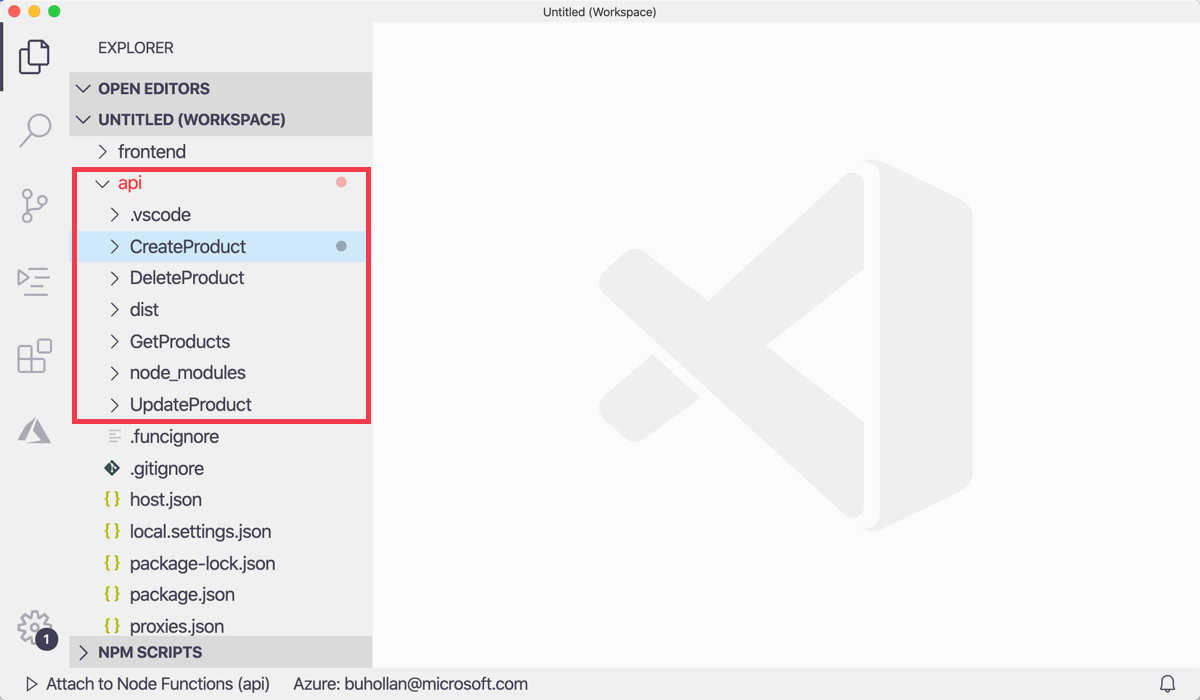 Untitled (Workspace)
EXPLORER
OPEN EDITORS
UNTITLED (WORKSPACE)
frontend
api
.vscode
CreateProduct
DeleteProduct
dist
GetProducts
node_modules
UpdateProduct
.funcignore
.gitignore
{} host.json
{} local.settings.json
{} package-lock.json
{} package.json
{} proxies.json
1
NPM SCRIPTS
Attach to Node Functions (api) Azure: buhollan@microsoft.com